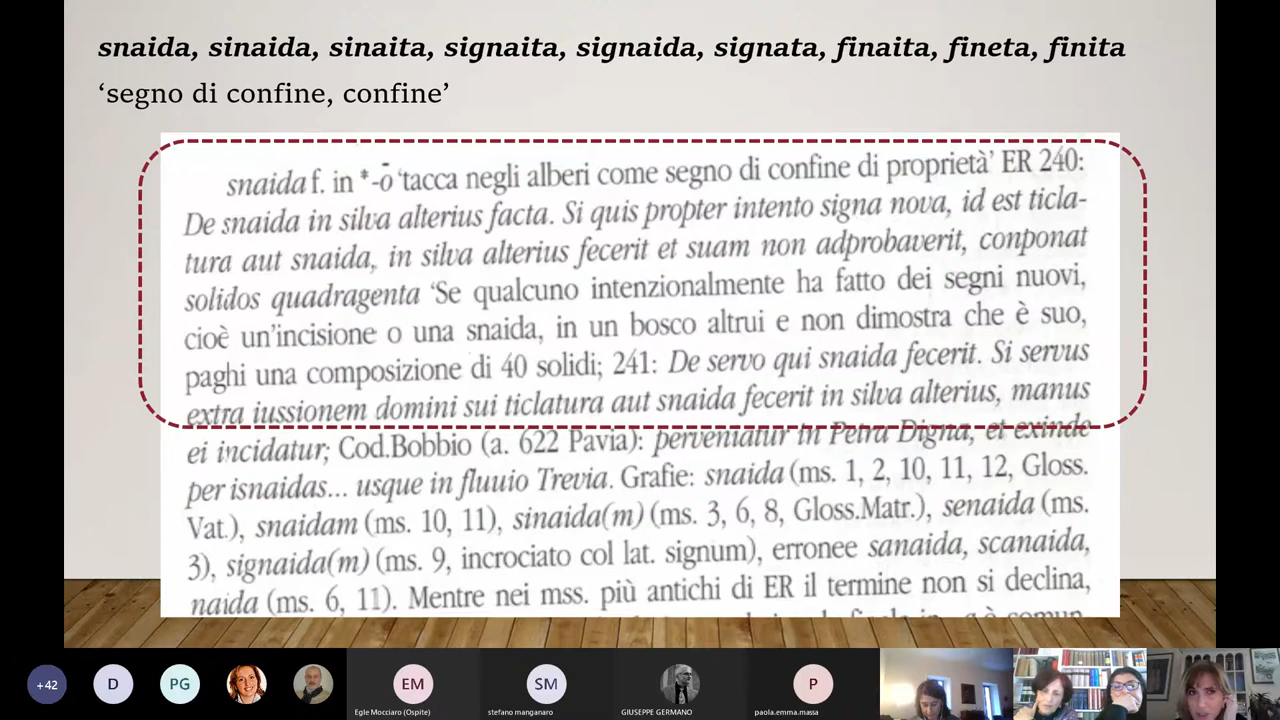 snaida, sinaida, sinaita, signaita, signaida, signata, finaita, fineta, finita
‘segno di confine, confine’
snaida f. in *-ō ‘tacca negli alberi come segno di confine di proprietà’ ER 240:
De snaida in silva alterius facta. Si quis propter intento signa nova, id est ticla-
tura aut snaida, in silva alterius fecerit et suam non adprobaverit, conponat
solidos quadragenta ‘Se qualcuno intenzionalmente ha fatto dei segni nuovi,
cioè un’incisione o una snaida, in un bosco altrui e non dimostra che è suo,
paghi una composizione di 40 solidi; 241: De servo qui snaida fecerit. Si servus
extra iussionem domini sui ticlatura aut snaida fecerit in silva alterius, manus
ei incidatur; Cod.Bobbio (a. 622 Pavia): perveniatur in Petra Digna, et exinde
per isnaidas... usque in fluuio Trevia. Grafie: snaida (ms. 1, 2, 10, 11, 12, Gloss.
Vat.), snaidam (ms. 10, 11), sinaida(m) (ms. 3, 6, 8, Gloss.Matr.), senaida (ms.
3), signaida(m) (ms. 9, incrociato col lat. signum), erronee sanaida, scanaida,
naida (ms. 6, 11). Mentre nei mss. più antichi di ER il termine non si declina,
+42
D
PG
EM
SM
P
Egle Mocciaro (Ospite)
stefano manganaro
GIUSEPPE GERMANO
paola.emma.massa